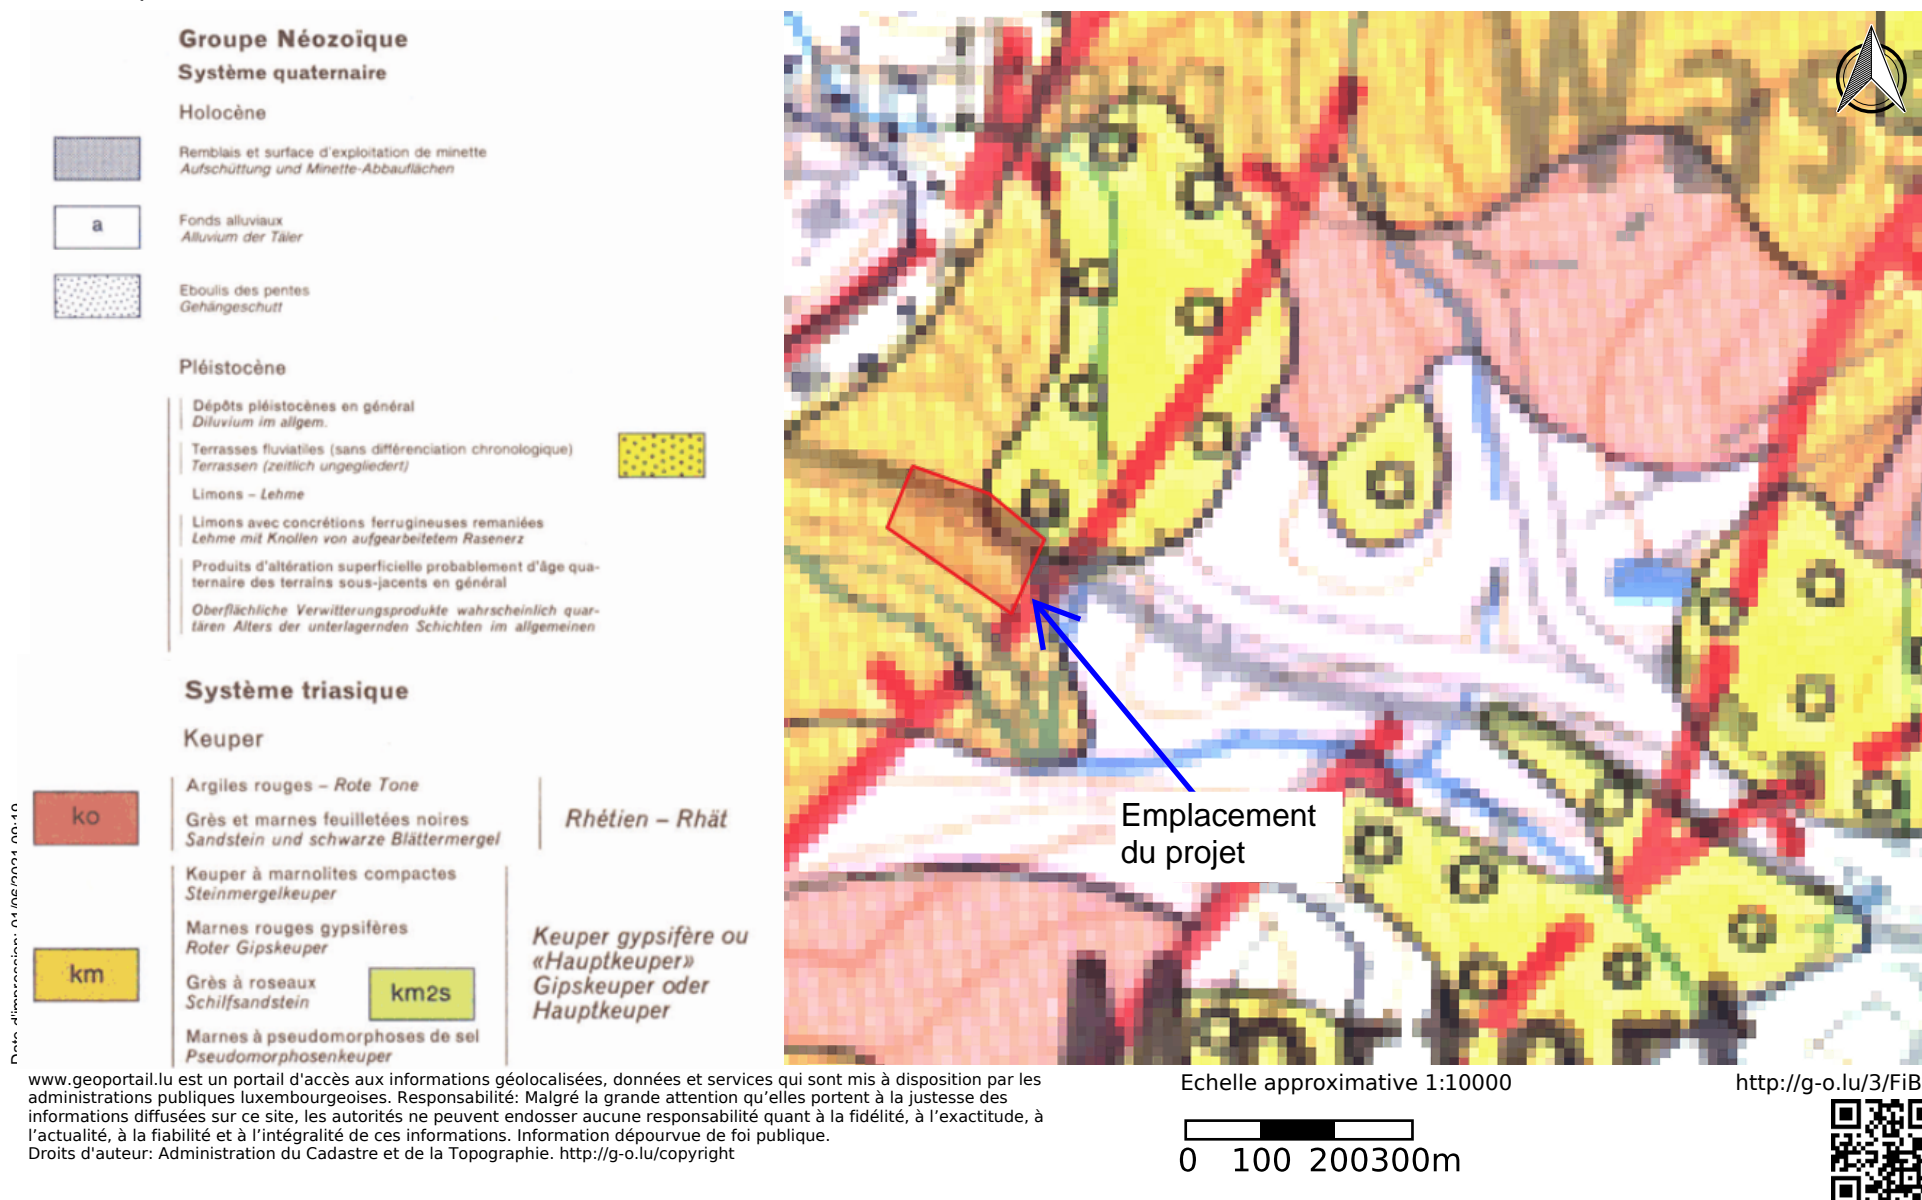 Groupe Néozoïque
Système quaternaire
Holocène
Remblais et surface d'exploitation de minette
Aufschüttung und Minette-Abbauflächen
a
Fonds alluviaux
Alluvium der Täler
Eboulis des pentes
Gehängeschutt
Pléistocène
Dépôts pléistocènes en général
Diluvium im allgem.
Terrasses fluviatiles (sans différenciation chronologique)
Terrassen (zeitlich ungegliedert)
Limons – Lehme
Limons avec concrétions ferrugineuses remaniées
Lehme mit Knollen von aufgearbeitetem Rasenerz
Produits d'altération superficielle probablement d'âge qua-
ternaire des terrains sous-jacents en général
Oberflächliche Verwitterungsprodukte wahrscheinlich quar-
tären Alters der unterlagernden Schichten im allgemeinen
Système triasique
Keuper
ko
Argiles rouges – Rote Tone
Grès et marnes feuilletées noires
Sandstein und schwarze Blättermergel
Rhétien – Rhät
Keuper à marnolites compactes
Steinmergelkeuper
Marnes rouges gypsifères
Roter Gipskeuper
km
Grès à roseaux
Schilfsandstein
km2s
Marnes à pseudomorphoses de sel
Pseudomorphosenkeuper
Keuper gypsifère ou
«Hauptkeuper»
Gipskeuper oder
Hauptkeuper
Emplacement
du projet
www.geoportail.lu est un portail d'accès aux informations géolocalisées, données et services qui sont mis à disposition par les
administrations publiques luxembourgeoises. Responsabilité: Malgré la grande attention qu'elles portent à la justesse des
informations diffusées sur ce site, les autorités ne peuvent endosser aucune responsabilité quant à la fidélité, à l'exactitude, à
l'actualité, à la fiabilité et à l'intégralité de ces informations. Information dépourvue de foi publique.
Droits d'auteur: Administration du Cadastre et de la Topographie. http://g-o.lu/copyright
Echelle approximative 1:10000
http://g-o.lu/3/FiB
0 100 200300m